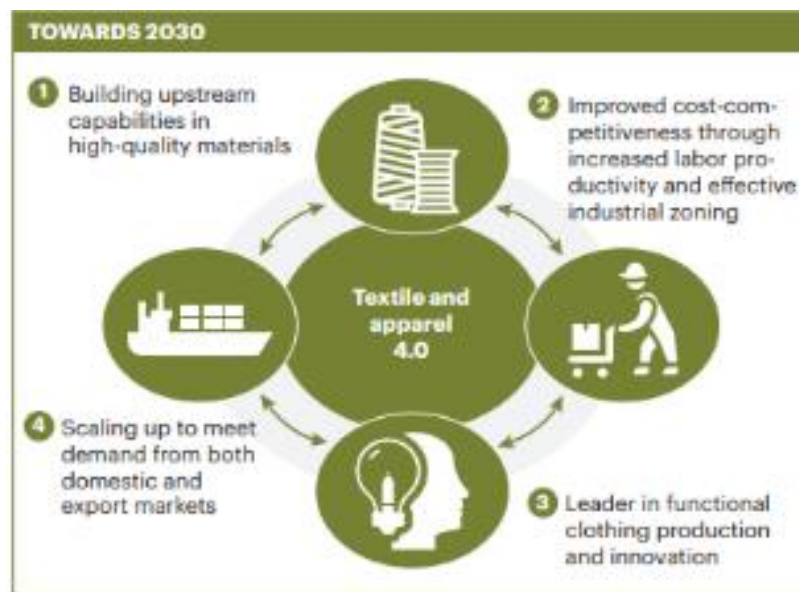 TOWARDS 2030
1 Building upstream
capabilities in
high-quality materials
2 Improved cost-com-
petitiveness through
increased labor pro-
ductivity and effective
industrial zoning
Textile and
apparel
4.0
4 Scaling up to meet
demand from both
domestic and
export markets
3 Leader in functional
clothing production
and innovation